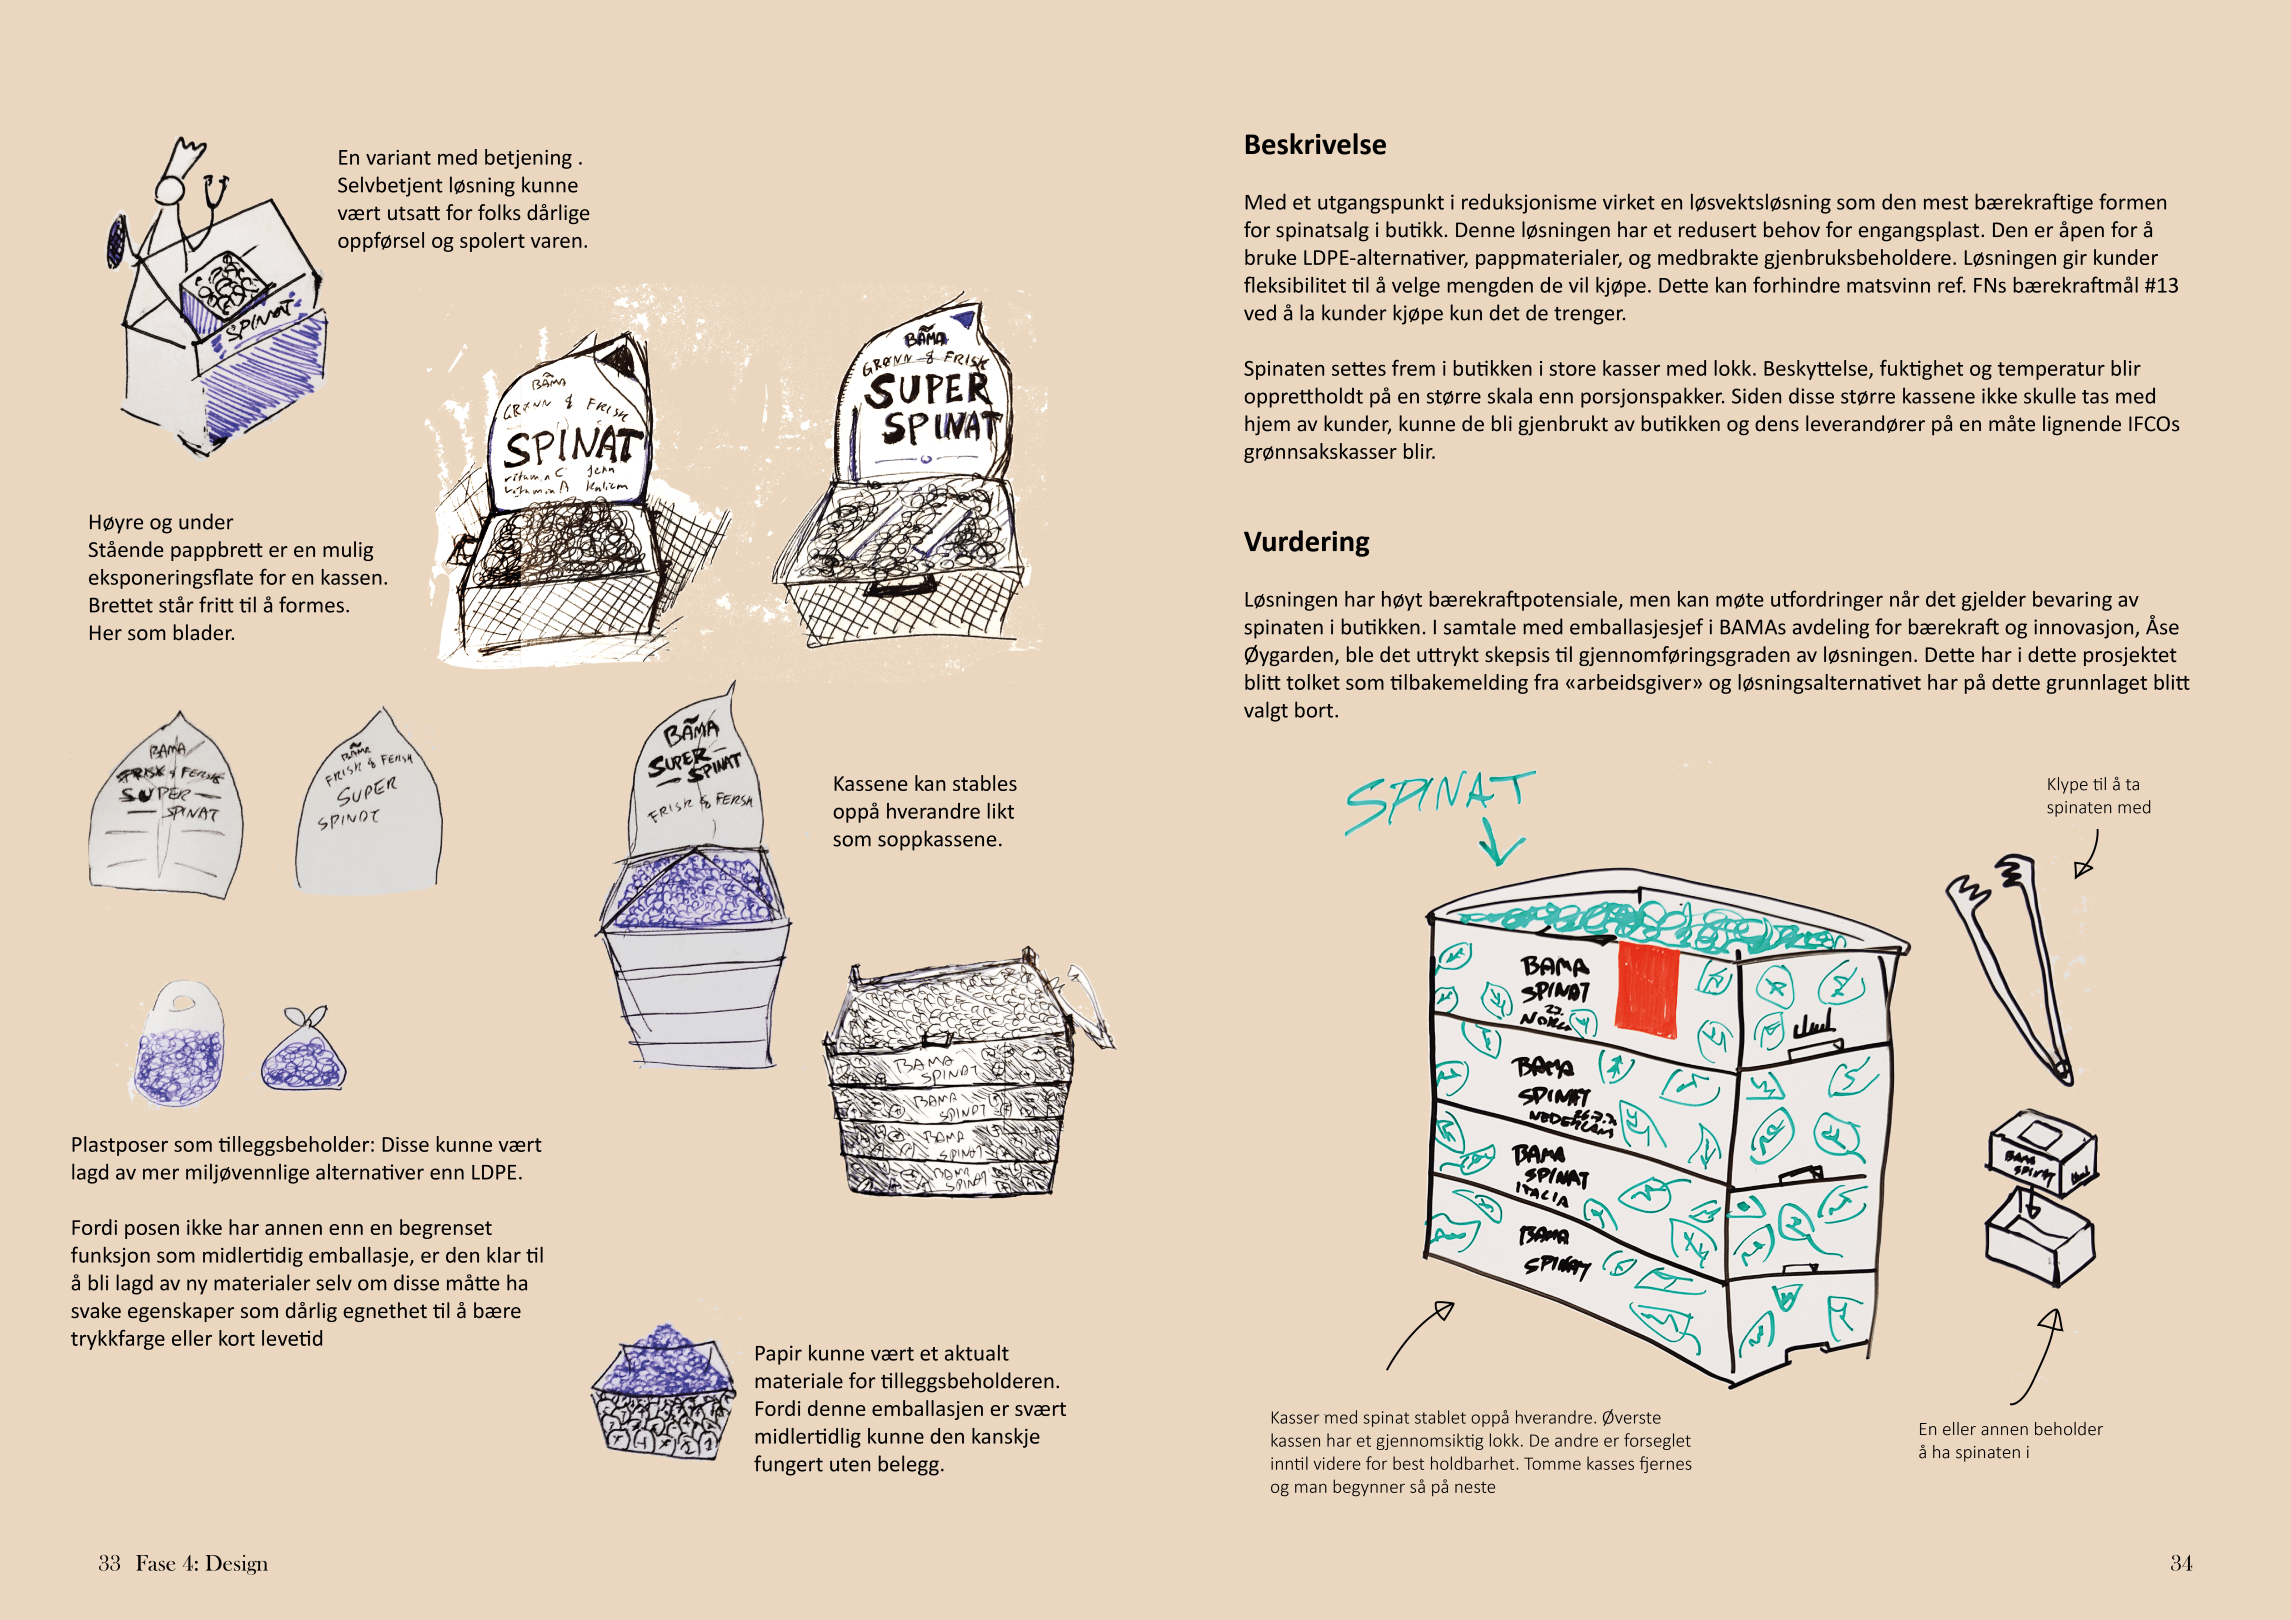 En variant med betjening .
Selvbetjent løsning kunne
vært utsatt for folks dårlige
oppførsel og spolert varen.
SPINAT
BAMA
GRØNN & FRISK
SPINAT
vitamin C jern
vitamin A kalium
BAMA
GRØNN & FRISK
SUPER
SPINAT
Høyre og under
Stående pappbrett er en mulig
eksponeringsflate for en kassen.
Brettet står fritt til å formes.
Her som blader.
BAMA
FRISK & FERSK
SUPER
SPINAT
BAMA
FRISK & FERSK
SUPER
SPINAT
BAMA
SUPER
SPINAT
FRISK & FERSK
Kassene kan stables
oppå hverandre likt
som soppkassene.
BAMA
SPINAT
BAMA
SPINAT
BAMA
SPINAT
BAMA
SPINAT
Plastposer som tilleggsbeholder: Disse kunne vært
lagd av mer miljøvennlige alternativer enn LDPE.
Fordi posen ikke har annen enn en begrenset
funksjon som midlertidig emballasje, er den klar til
å bli lagd av ny materialer selv om disse måtte ha
svake egenskaper som dårlig egnethet til å bære
trykkfarge eller kort levetid
Papir kunne vært et aktualt
materiale for tilleggsbeholderen.
Fordi denne emballasjen er svært
midlertidlig kunne den kanskje
fungert uten belegg.
33 Fase 4: Design
Beskrivelse
Med et utgangspunkt i reduksjonisme virket en løsvektsløsning som den mest bærekraftige formen
for spinatsalg i butikk. Denne løsningen har et redusert behov for engangsplast. Den er åpen for å
bruke LDPE-alternativer, pappmaterialer, og medbrakte gjenbruksbeholdere. Løsningen gir kunder
fleksibilitet til å velge mengden de vil kjøpe. Dette kan forhindre matsvinn ref. FNs bærekraftmål #13
ved å la kunder kjøpe kun det de trenger.
Spinaten settes frem i butikken i store kasser med lokk. Beskyttelse, fuktighet og temperatur blir
opprettholdt på en større skala enn porsjonspakker. Siden disse større kassene ikke skulle tas med
hjem av kunder, kunne de bli gjenbrukt av butikken og dens leverandører på en måte lignende IFCOs
grønnsakskasser blir.
Vurdering
Løsningen har høyt bærekraftpotensiale, men kan møte utfordringer når det gjelder bevaring av
spinaten i butikken. I samtale med emballasjesjef i BAMAs avdeling for bærekraft og innovasjon, Åse
Øygarden, ble det uttrykt skepsis til gjennomføringsgraden av løsningen. Dette har i dette prosjektet
blitt tolket som tilbakemelding fra «arbeidsgiver» og løsningsalternativet har på dette grunnlaget blitt
valgt bort.
SPINAT
Klype til å ta
spinaten med
BAMA
SPINAT
BAMA
SPINAT
BAMA
SPINAT
ITALIA
BAMA
SPINAT
BAMA
SPINAT
Kasser med spinat stablet oppå hverandre. Øverste
kassen har et gjennomsiktig lokk. De andre er forseglet
inntil videre for best holdbarhet. Tomme kasses fjernes
og man begynner så på neste
En eller annen beholder
å ha spinaten i
34